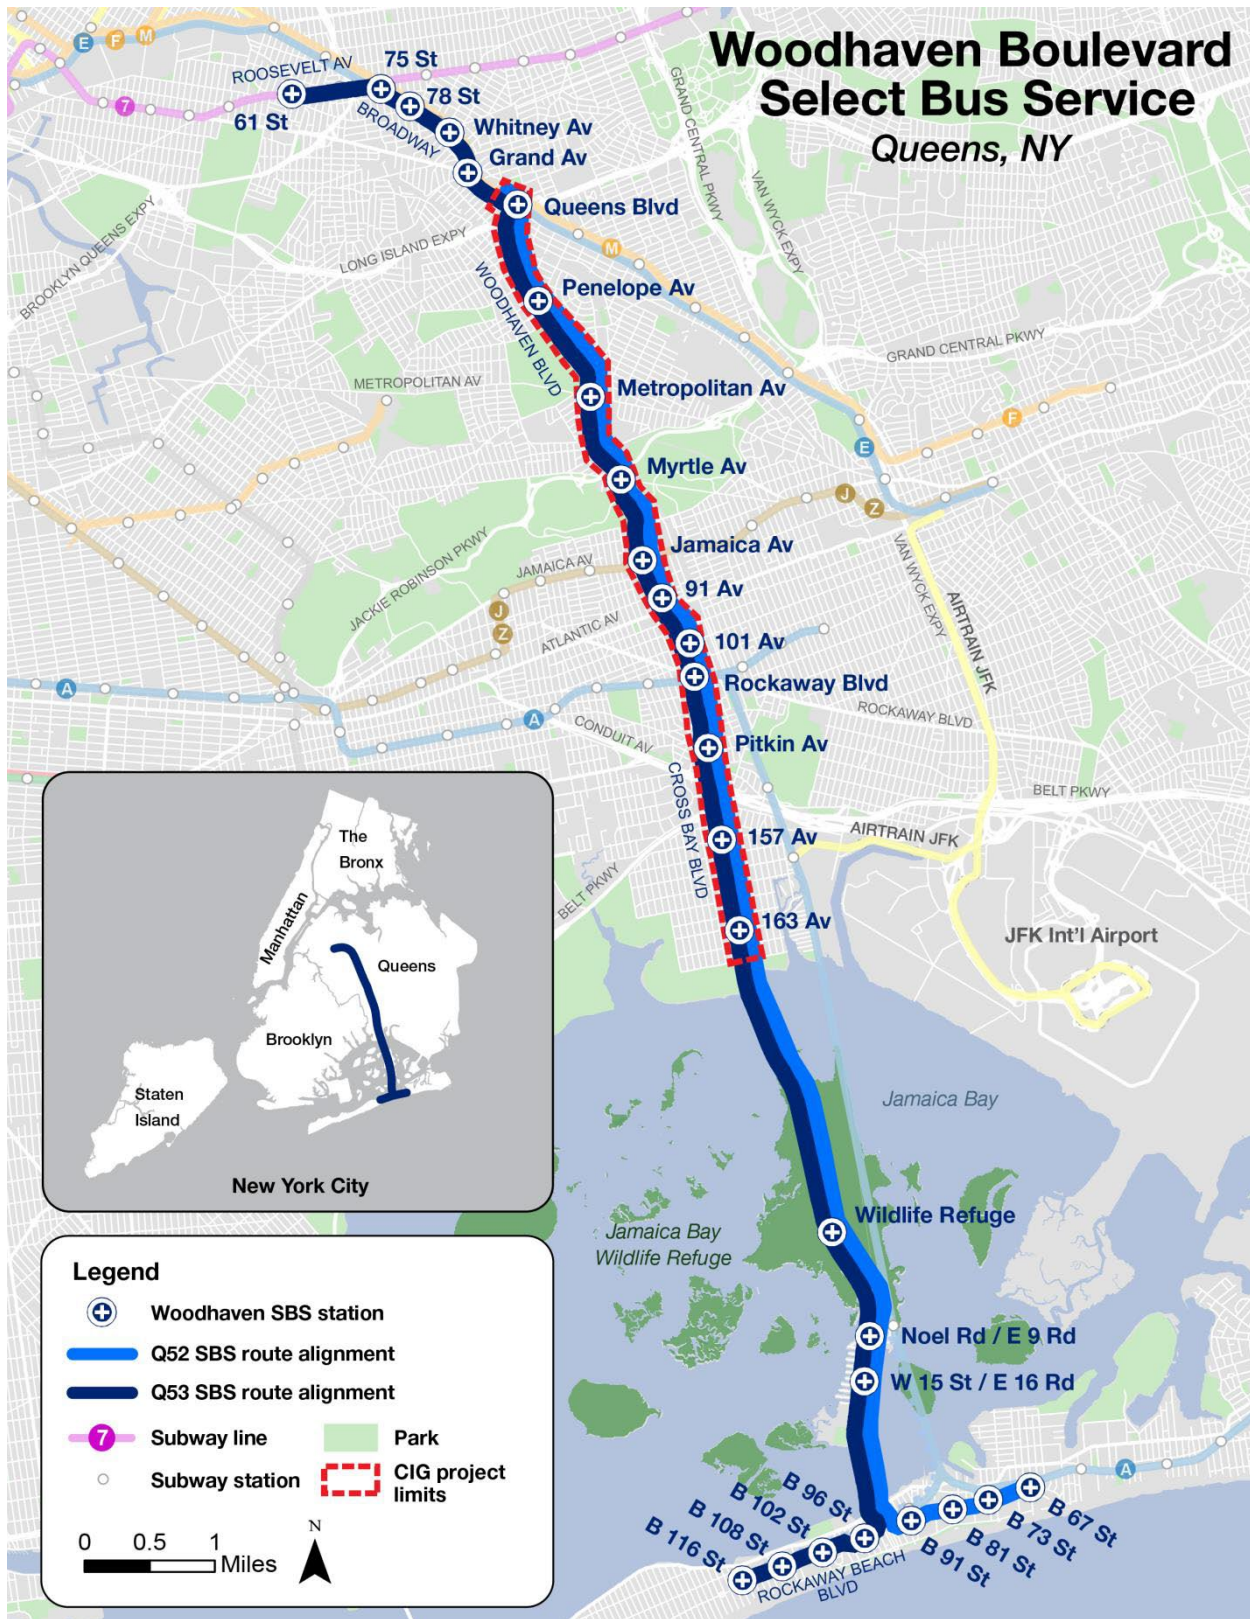 Woodhaven Boulevard
Select Bus Service
Queens, NY
E
F
M
7
ROOSEVELT AV
75 St
61 St
78 St
BROADWAY
Whitney Av
Grand Av
Queens Blvd
GRAND CENTRAL PKWY
VAN WYCK EXPY
BROOKLYN QUEENS EXPY
LONG ISLAND EXPY
M
WOODHAVEN BLVD
Penelope Av
GRAND CENTRAL PKWY
METROPOLITAN AV
Metropolitan Av
F
E
Myrtle Av
J
Z
JACKIE ROBINSON PKWY
Jamaica Av
JAMAICA AV
VAN WYCK EXPY
AIRTRAIN JFK
91 Av
J
Z
ATLANTIC AV
101 Av
A
Rockaway Blvd
ROCKAWAY BLVD
A
CONDUIT AV
Pitkin Av
CROSS BAY BLVD
BELT PKWY
157 Av
AIRTRAIN JFK
BELT PKWY
163 Av
JFK Int'l Airport
The
Bronx
Manhattan
Queens
Brooklyn
Staten
Island
New York City
Jamaica Bay
Wildlife Refuge
Jamaica Bay
Wildlife Refuge
Noel Rd / E 9 Rd
W 15 St / E 16 Rd
A
B 96 St
B 102 St
B 108 St
B 116 St
B 67 St
B 73 St
B 81 St
B 91 St
ROCKAWAY BEACH
BLVD
Legend
Woodhaven SBS station
Q52 SBS route alignment
Q53 SBS route alignment
7
Subway line
Park
Subway station
CIG project
limits
N
0 0.5 1
Miles